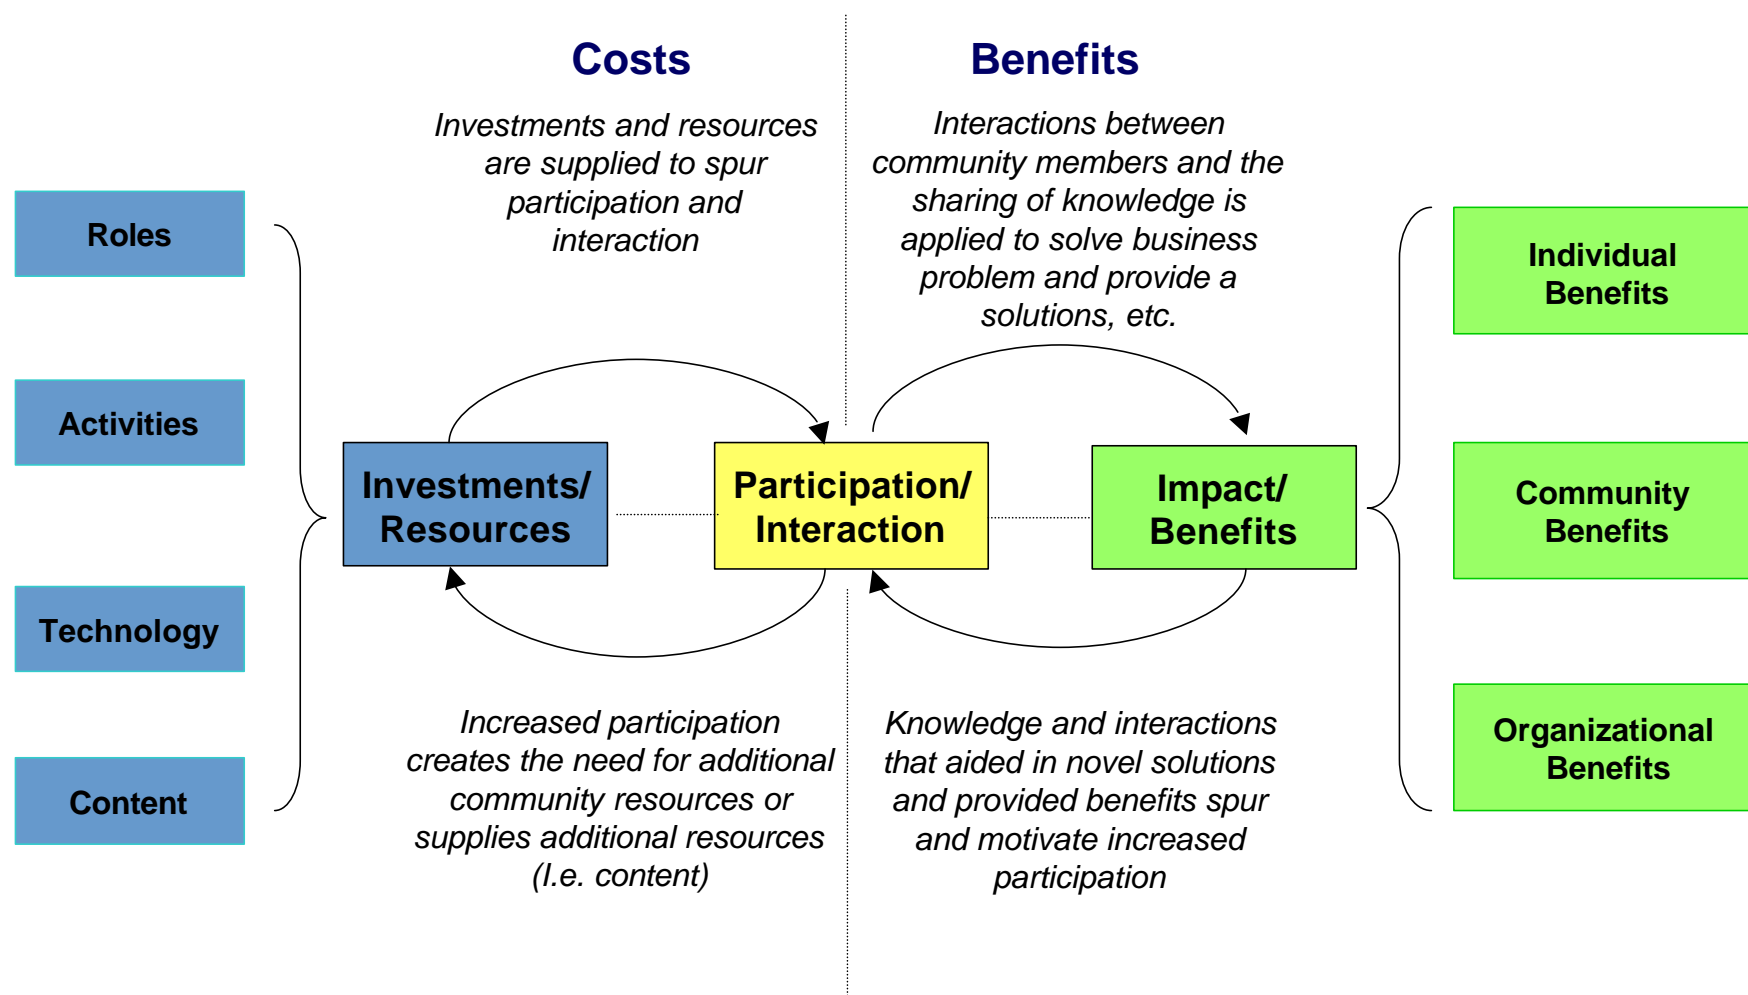 Costs
Benefits
Investments and resources
are supplied to spur
participation and
interaction
Interactions between
community members and the
sharing of knowledge is
applied to solve business
problem and provide a
solutions, etc.
Roles
Activities
Technology
Content
Investments/
Resources
Participation/
Interaction
Impact/
Benefits
Individual
Benefits
Community
Benefits
Organizational
Benefits
Increased participation
creates the need for additional
community resources or
supplies additional resources
(I.e. content)
Knowledge and interactions
that aided in novel solutions
and provided benefits spur
and motivate increased
participation